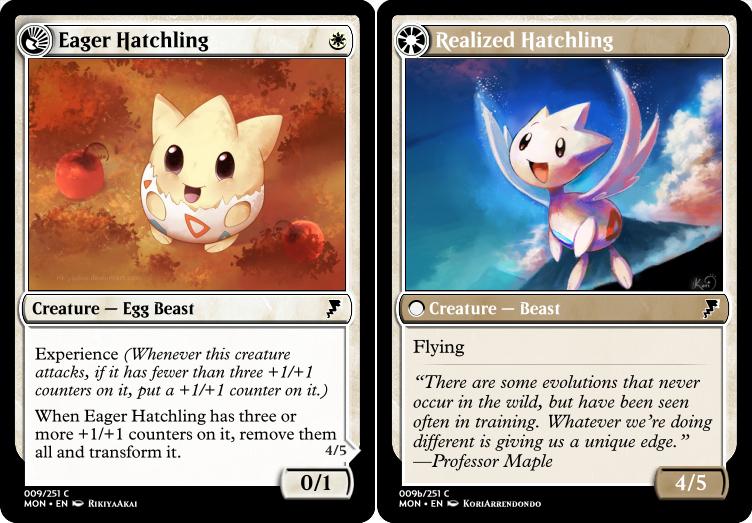 Eager Hatchling
Creature — Egg Beast
Experience (Whenever this creature
attacks, if it has fewer than three +1/+1
counters on it, put a +1/+1 counter on it.)
When Eager Hatchling has three or
more +1/+1 counters on it, remove them
all and transform it.
4/5
0/1
009/251 C
MON • EN RikiyaAkai
Realized Hatchling
Creature — Beast
Flying
“There are some evolutions that never
occur in the wild, but have been seen
often in training. Whatever we’re doing
different is giving us a unique edge.”
—Professor Maple
4/5
009b/251 C
MON • EN KoriArrendondo